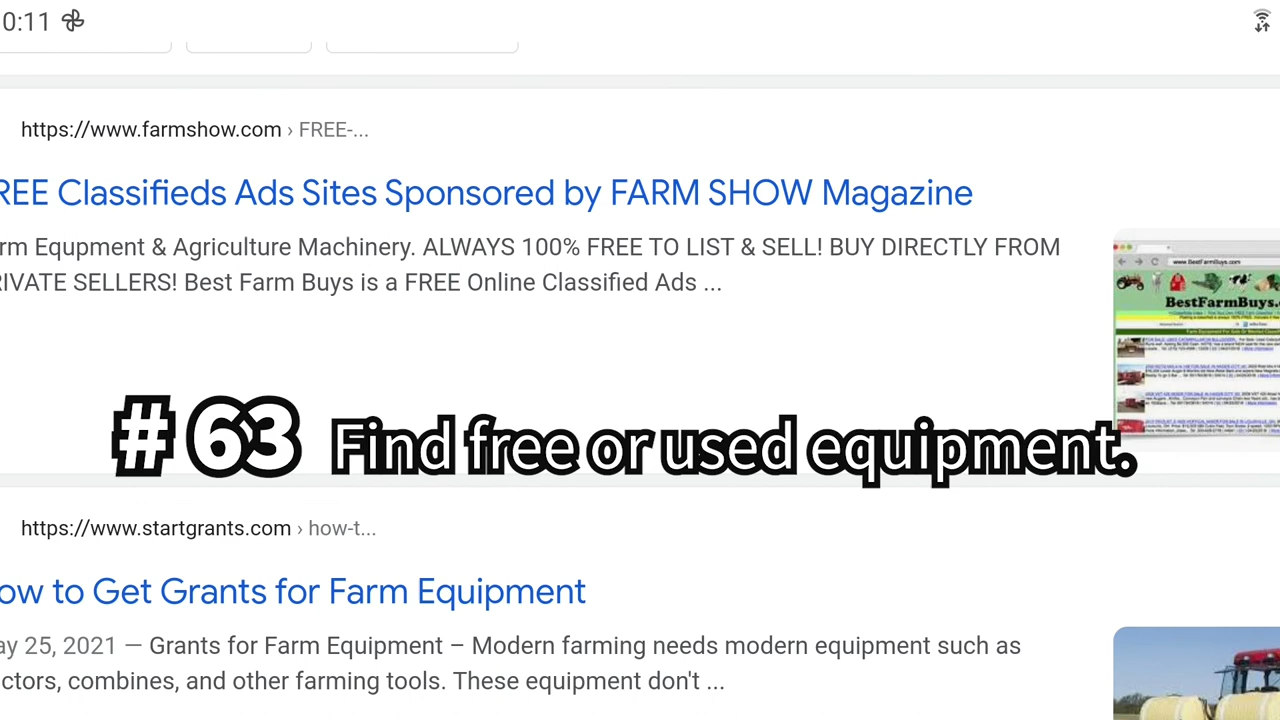 0:11
https://www.farmshow.com › FREE-...
REE Classifieds Ads Sites Sponsored by FARM SHOW Magazine
rm Equpment & Agriculture Machinery. ALWAYS 100% FREE TO LIST & SELL! BUY DIRECTLY FROM
RIVATE SELLERS! Best Farm Buys is a FREE Online Classified Ads ...
www.BestFarmBuys.com
BestFarmBuys.c
# 63 Find free or used equipment.
https://www.startgrants.com › how-t...
ow to Get Grants for Farm Equipment
ay 25, 2021 — Grants for Farm Equipment – Modern farming needs modern equipment such as
ctors, combines, and other farming tools. These equipment don't ...